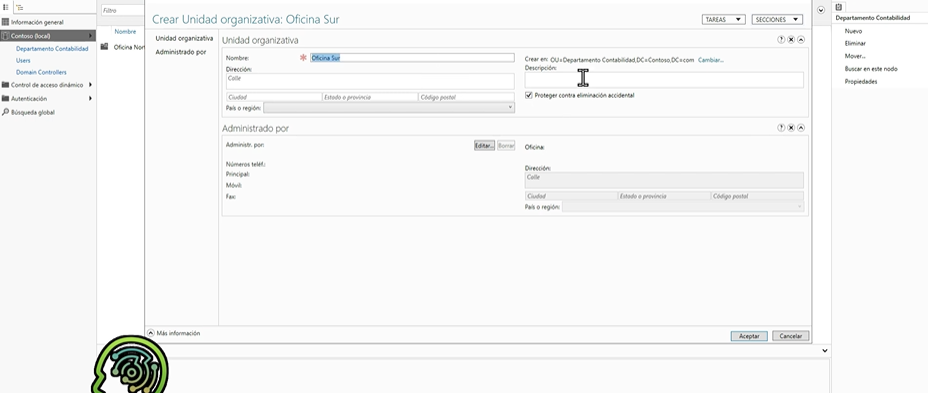 Filtro
Crear Unidad organizativa: Oficina Sur
TAREAS
SECCIONES
Información general
Contoso (local)
Departamento Contabilidad
Users
Domain Controllers
Control de acceso dinámico
Autenticación
Búsqueda global
Nombre
Oficina Nor
Unidad organizativa
Administrado por
Unidad organizativa
Nombre:
Oficina Sur
Dirección:
Calle
Ciudad
Estado o provincia
Código postal
País o región:
Crear en: OU=Departamento Contabilidad,DC=Contoso,DC=com Cambiar...
Descripción:
Proteger contra eliminación accidental
Administrado por
Administr. por:
Editar...
Borrar
Números teléf.:
Principal:
Móvil:
Fax:
Oficina:
Dirección:
Calle
Ciudad
Estado o provincia
Código postal
País o región:
Más información
Aceptar
Cancelar
Departamento Contabilidad
Nuevo
Eliminar
Mover...
Buscar en este nodo
Propiedades